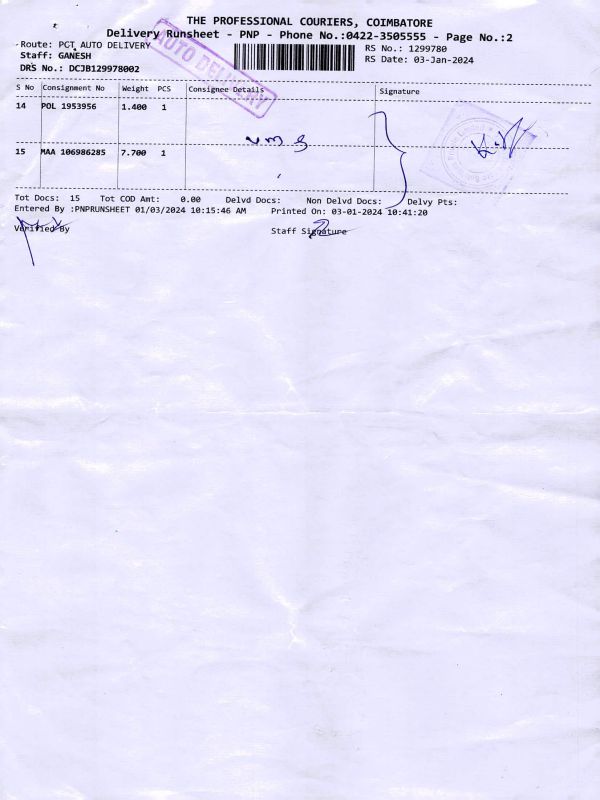 THE PROFESSIONAL COURIERS, COIMBATORE
Delivery Runsheet - PNP - Phone No.:0422-3505555 - Page No.:2
Route: PGT AUTO DELIVERY RS No.: 1299780
Staff: GANESH RS Date: 03-Jan-2024
DRS No.: DCJB129978002
AUTO DELIVERY
S No Consignment No Weight PCS Consignee Details Signature
14 POL 1953956 1.400 1
15 MAA 106986285 7.700 1
Tot Docs: 15 Tot COD Amt: 0.00 Delvd Docs: Non Delvd Docs: Delvy Pts:
Entered By :PNPRUNSHEET 01/03/2024 10:15:46 AM Printed On: 03-01-2024 10:41:20
Verified By Staff Signature